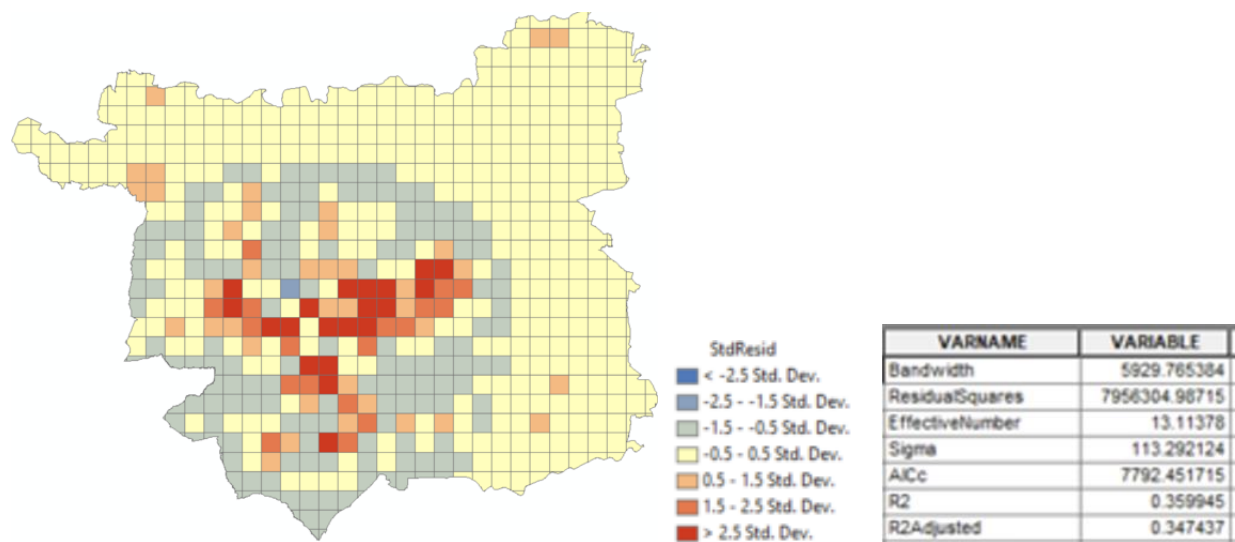 StdResid
< -2.5 Std. Dev.
-2.5 - -1.5 Std. Dev.
-1.5 - -0.5 Std. Dev.
-0.5 - 0.5 Std. Dev.
0.5 - 1.5 Std. Dev.
1.5 - 2.5 Std. Dev.
> 2.5 Std. Dev.
VARNAME VARIABLE
Bandwidth 5929.765384
ResidualSquares 7956304.98715
EffectiveNumber 13.11378
Sigma 113.292124
AICc 7792.451715
R2 0.359945
R2Adjusted 0.347437